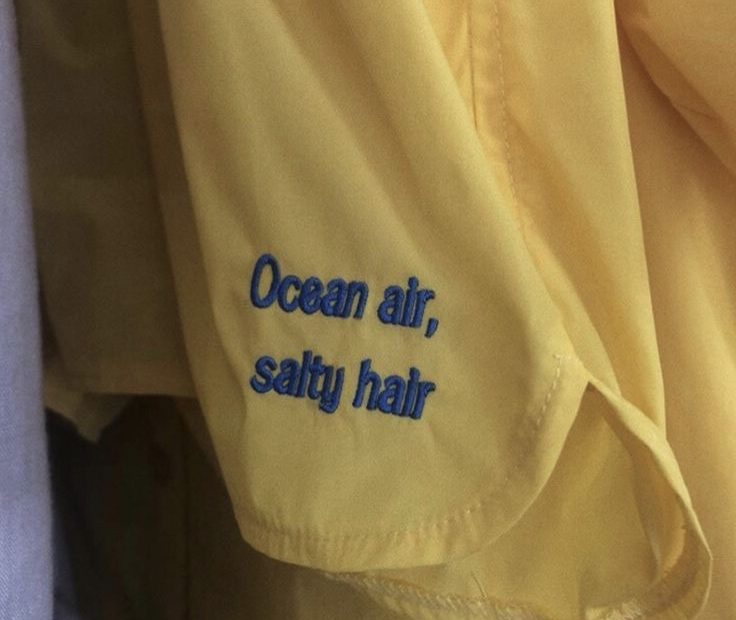 Ocean air,
salty hair